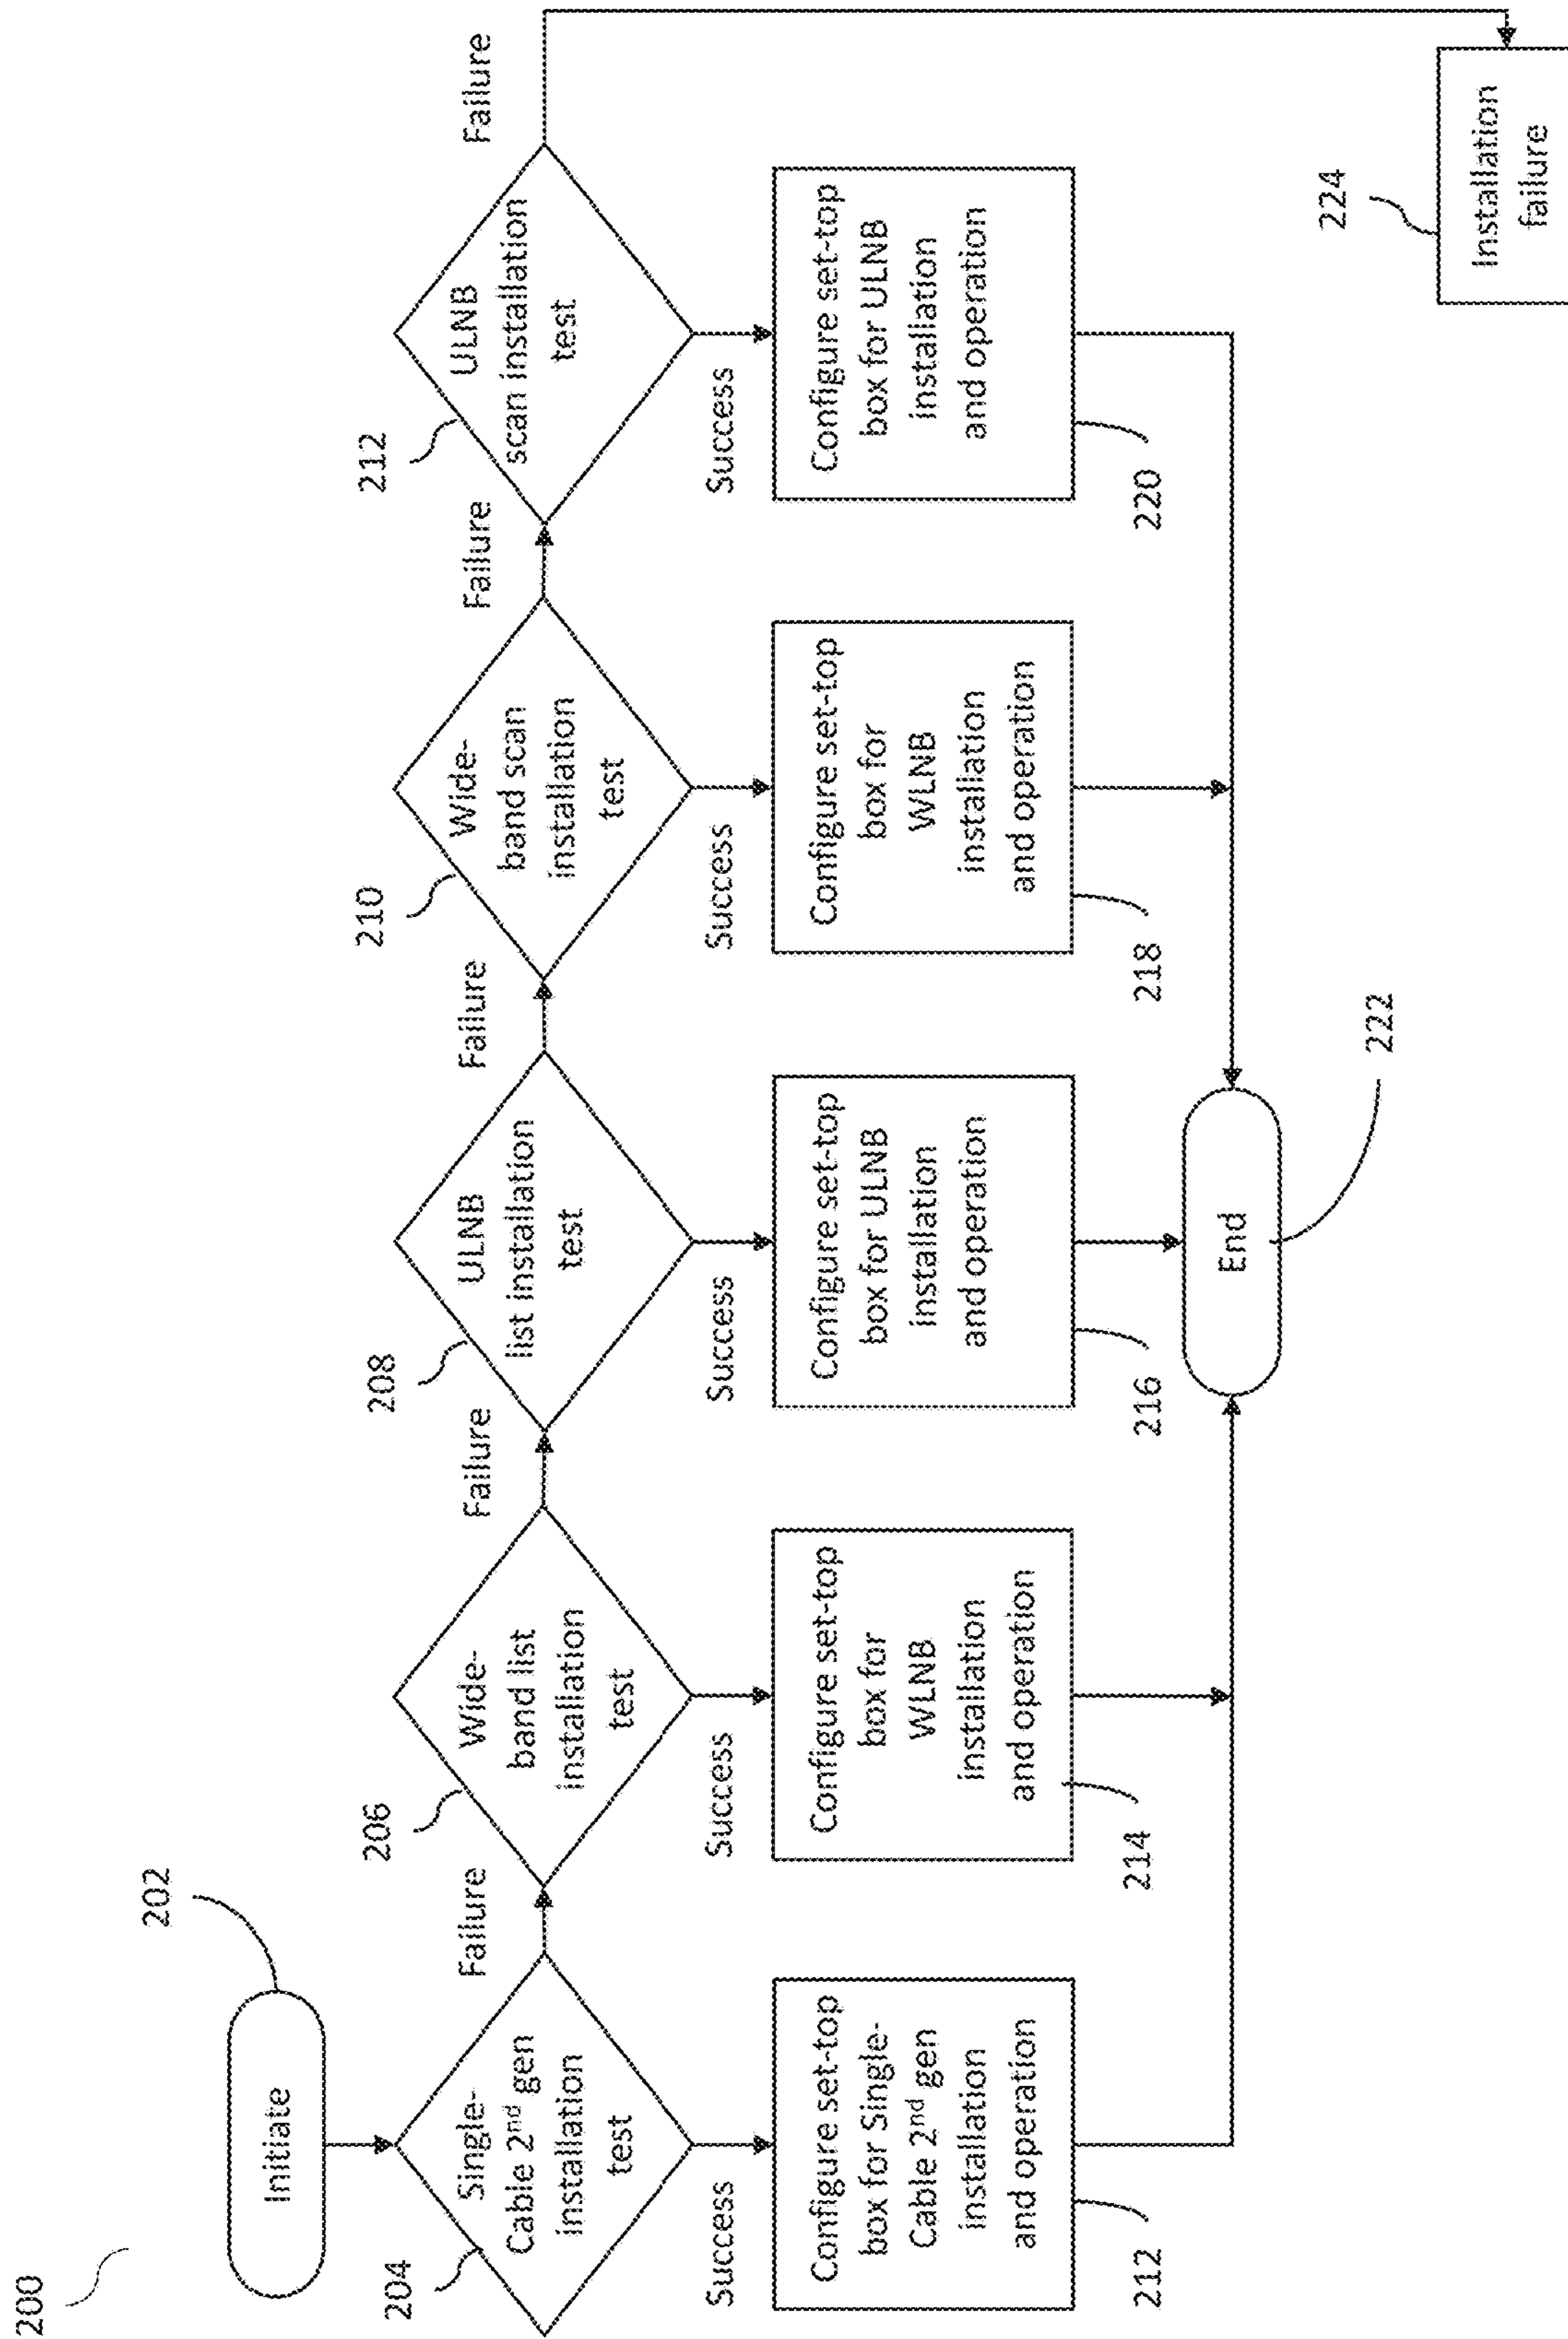 200
202
Initiate
204
Single-
Cable 2nd gen
installation
test
Failure
206
Wide-
band list
installation
test
Failure
208
ULNB
list installation
test
Failure
210
Wide-
band scan
installation
test
Failure
212
ULNB
scan installation
test
Failure
Success
Success
Success
Success
Success
Configure set-top
box for Single-
Cable 2nd gen
installation
and operation
212
Configure set-top
box for
WLNB
installation
and operation
214
Configure set-top
box for ULNB
installation
and operation
216
Configure set-top
box for
WLNB
installation
and operation
218
Configure set-top
box for ULNB
installation
and operation
220
End
222
224
Installation
failure